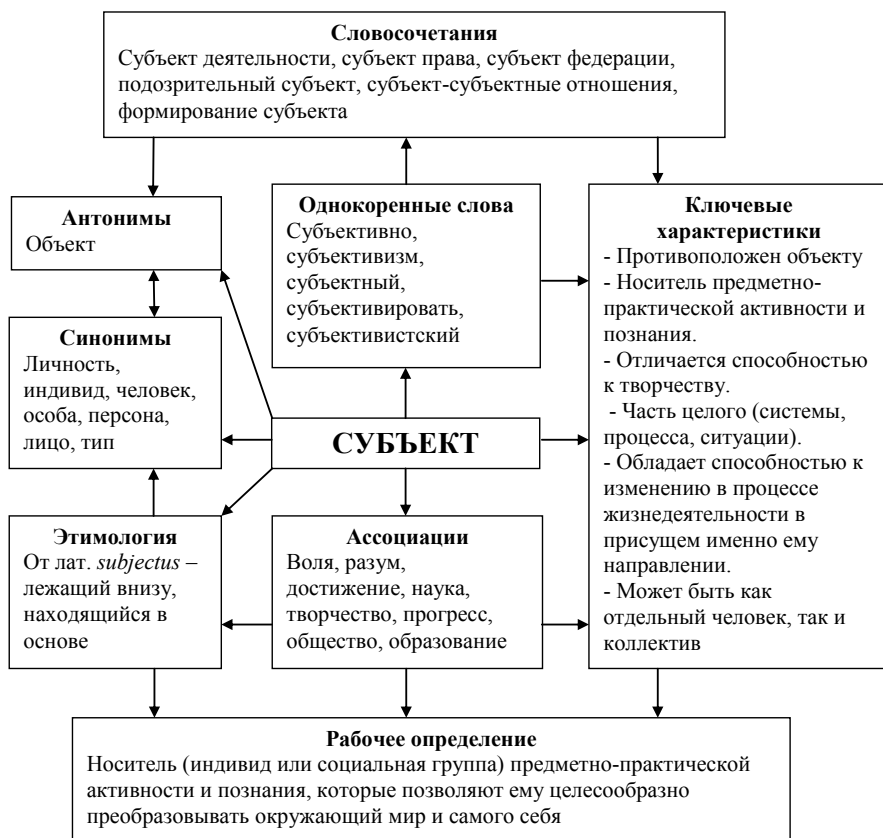 Словосочетания
Субъект деятельности, субъект права, субъект федерации,
подозрительный субъект, субъект-субъектные отношения,
формирование субъекта
Антонимы
Объект
Однокоренные слова
Субъективно,
субъективизм,
субъектный,
субъективировать,
субъективистский
Ключевые
характеристики
- Противоположен объекту
- Носитель предметно-
практической активности и
познания.
- Отличается способностью
к творчеству.
- Часть целого (системы,
процесса, ситуации).
- Обладает способностью к
изменению в процессе
жизнедеятельности в
присущем именно ему
направлении.
- Может быть как
отдельный человек, так и
коллектив
Синонимы
Личность,
индивид, человек,
особа, персона,
лицо, тип
СУБЪЕКТ
Этимология
От лат. subjectus –
лежащий внизу,
находящийся в
основе
Ассоциации
Воля, разум,
достижение, наука,
творчество, прогресс,
общество, образование
Рабочее определение
Носитель (индивид или социальная группа) предметно-практической
активности и познания, которые позволяют ему целесообразно
преобразовывать окружающий мир и самого себя